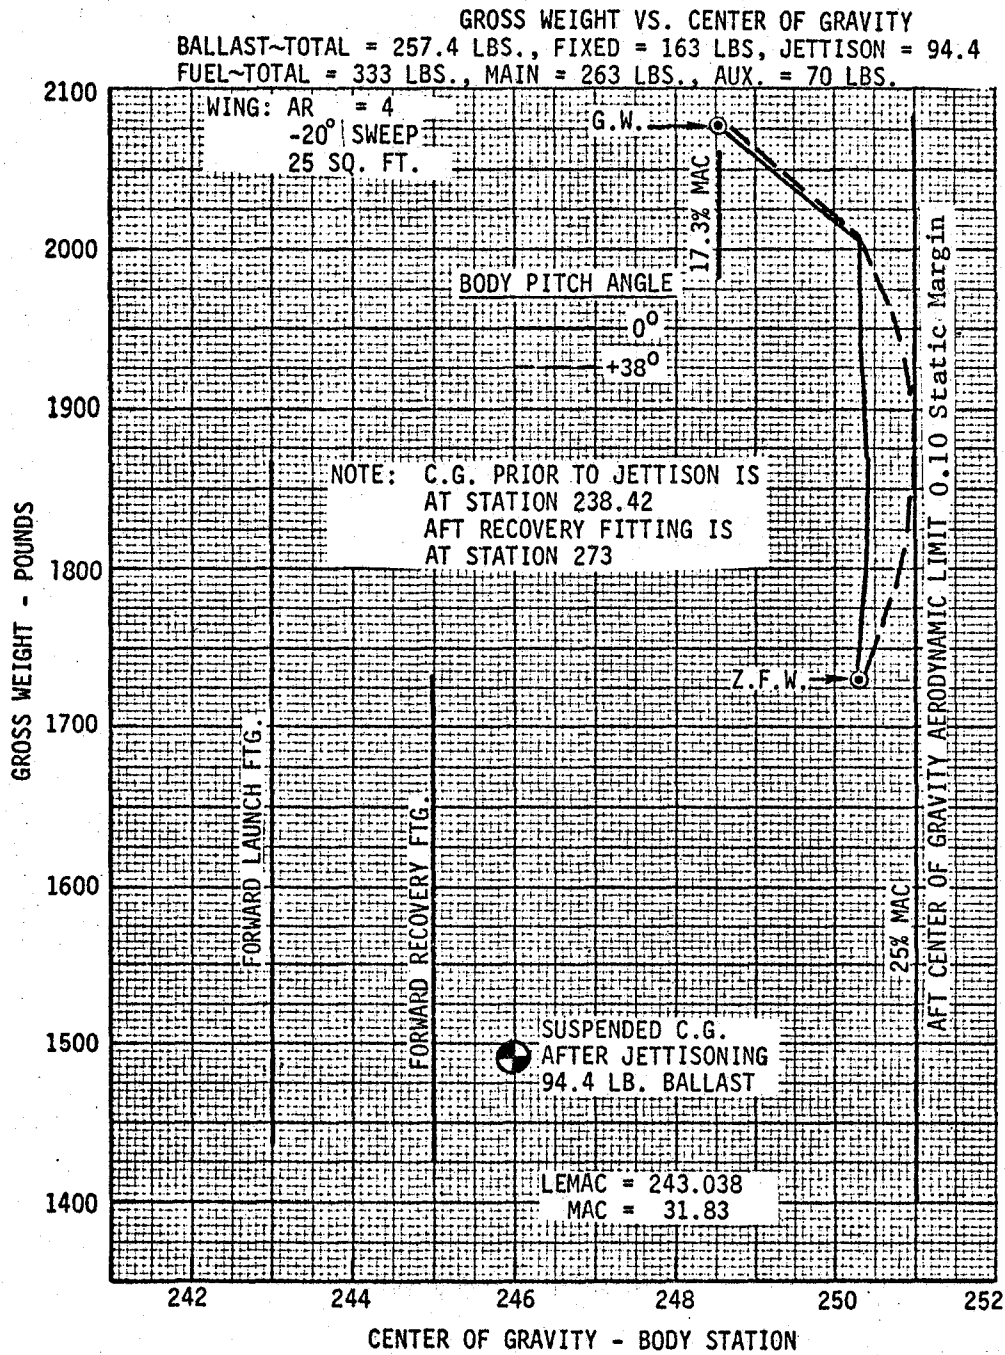 GROSS WEIGHT VS. CENTER OF GRAVITY
BALLAST~TOTAL = 257.4 LBS., FIXED = 163 LBS, JETTISON = 94.4
FUEL~TOTAL = 333 LBS., MAIN = 263 LBS., AUX. = 70 LBS.
2100
WING: AR = 4
-20° SWEEP
25 SQ. FT.
G.W.
17.3% MAC
2000
BODY PITCH ANGLE
0°
+38°
1900
NOTE: C.G. PRIOR TO JETTISON IS
AT STATION 238.42
AFT RECOVERY FITTING IS
AT STATION 273
1800
Z.F.W.
1700
GROSS WEIGHT - POUNDS
FORWARD LAUNCH FTG.
FORWARD RECOVERY FTG.
25% MAC
AFT CENTER OF GRAVITY AERODYNAMIC LIMIT 0.10 Static Margin
1600
1500
SUSPENDED C.G.
AFTER JETTISONING
94.4 LB. BALLAST
LEMAC = 243.038
MAC = 31.83
1400
242 244 246 248 250 252
CENTER OF GRAVITY - BODY STATION